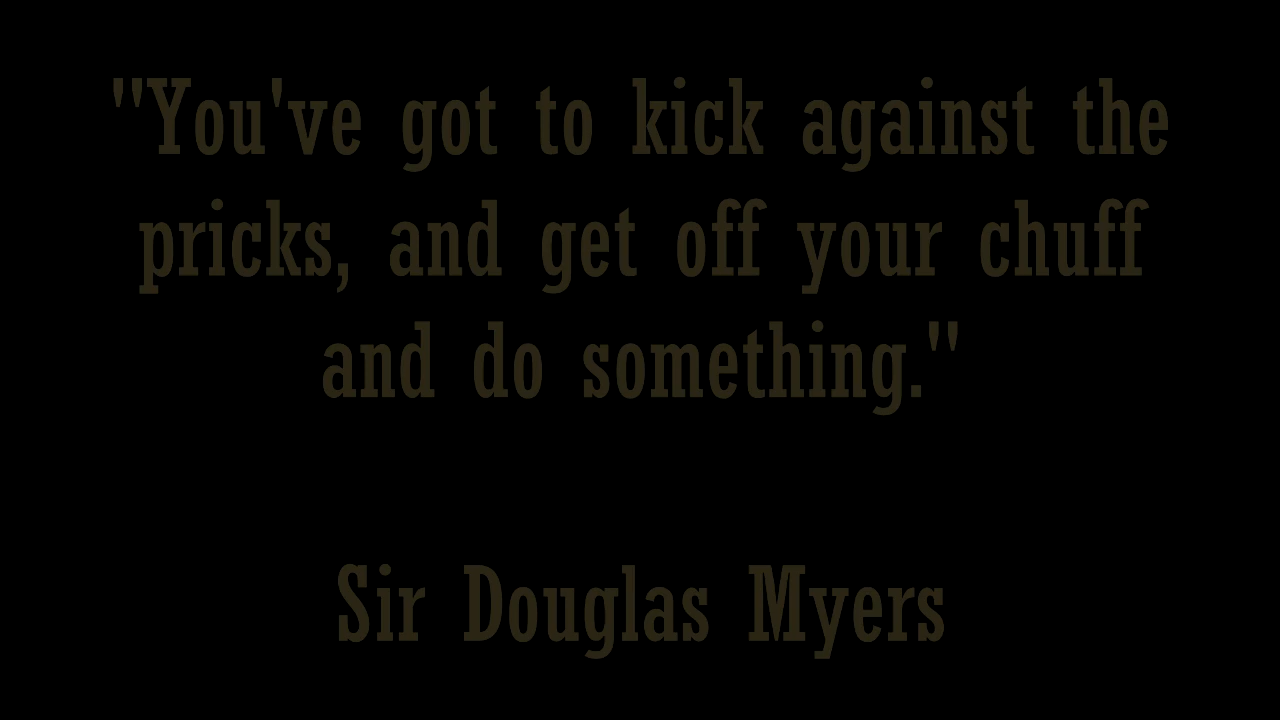 "You've got to kick against the
pricks, and get off your chuff
and do something."
Sir Douglas Myers